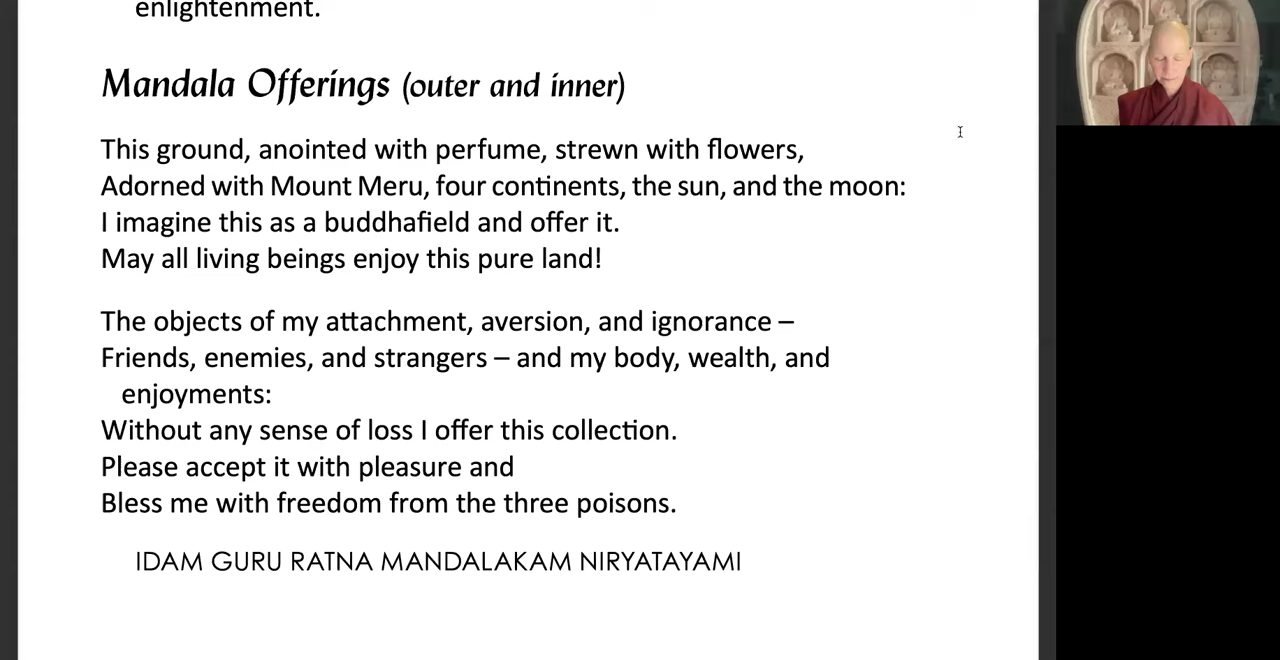 enlightenment.
Mandala Offerings (outer and inner)
This ground, anointed with perfume, strewn with flowers,
Adorned with Mount Meru, four continents, the sun, and the moon:
I imagine this as a buddhafield and offer it.
May all living beings enjoy this pure land!
The objects of my attachment, aversion, and ignorance –
Friends, enemies, and strangers – and my body, wealth, and
enjoyments:
Without any sense of loss I offer this collection.
Please accept it with pleasure and
Bless me with freedom from the three poisons.
IDAM GURU RATNA MANDALAKAM NIRYATAYAMI